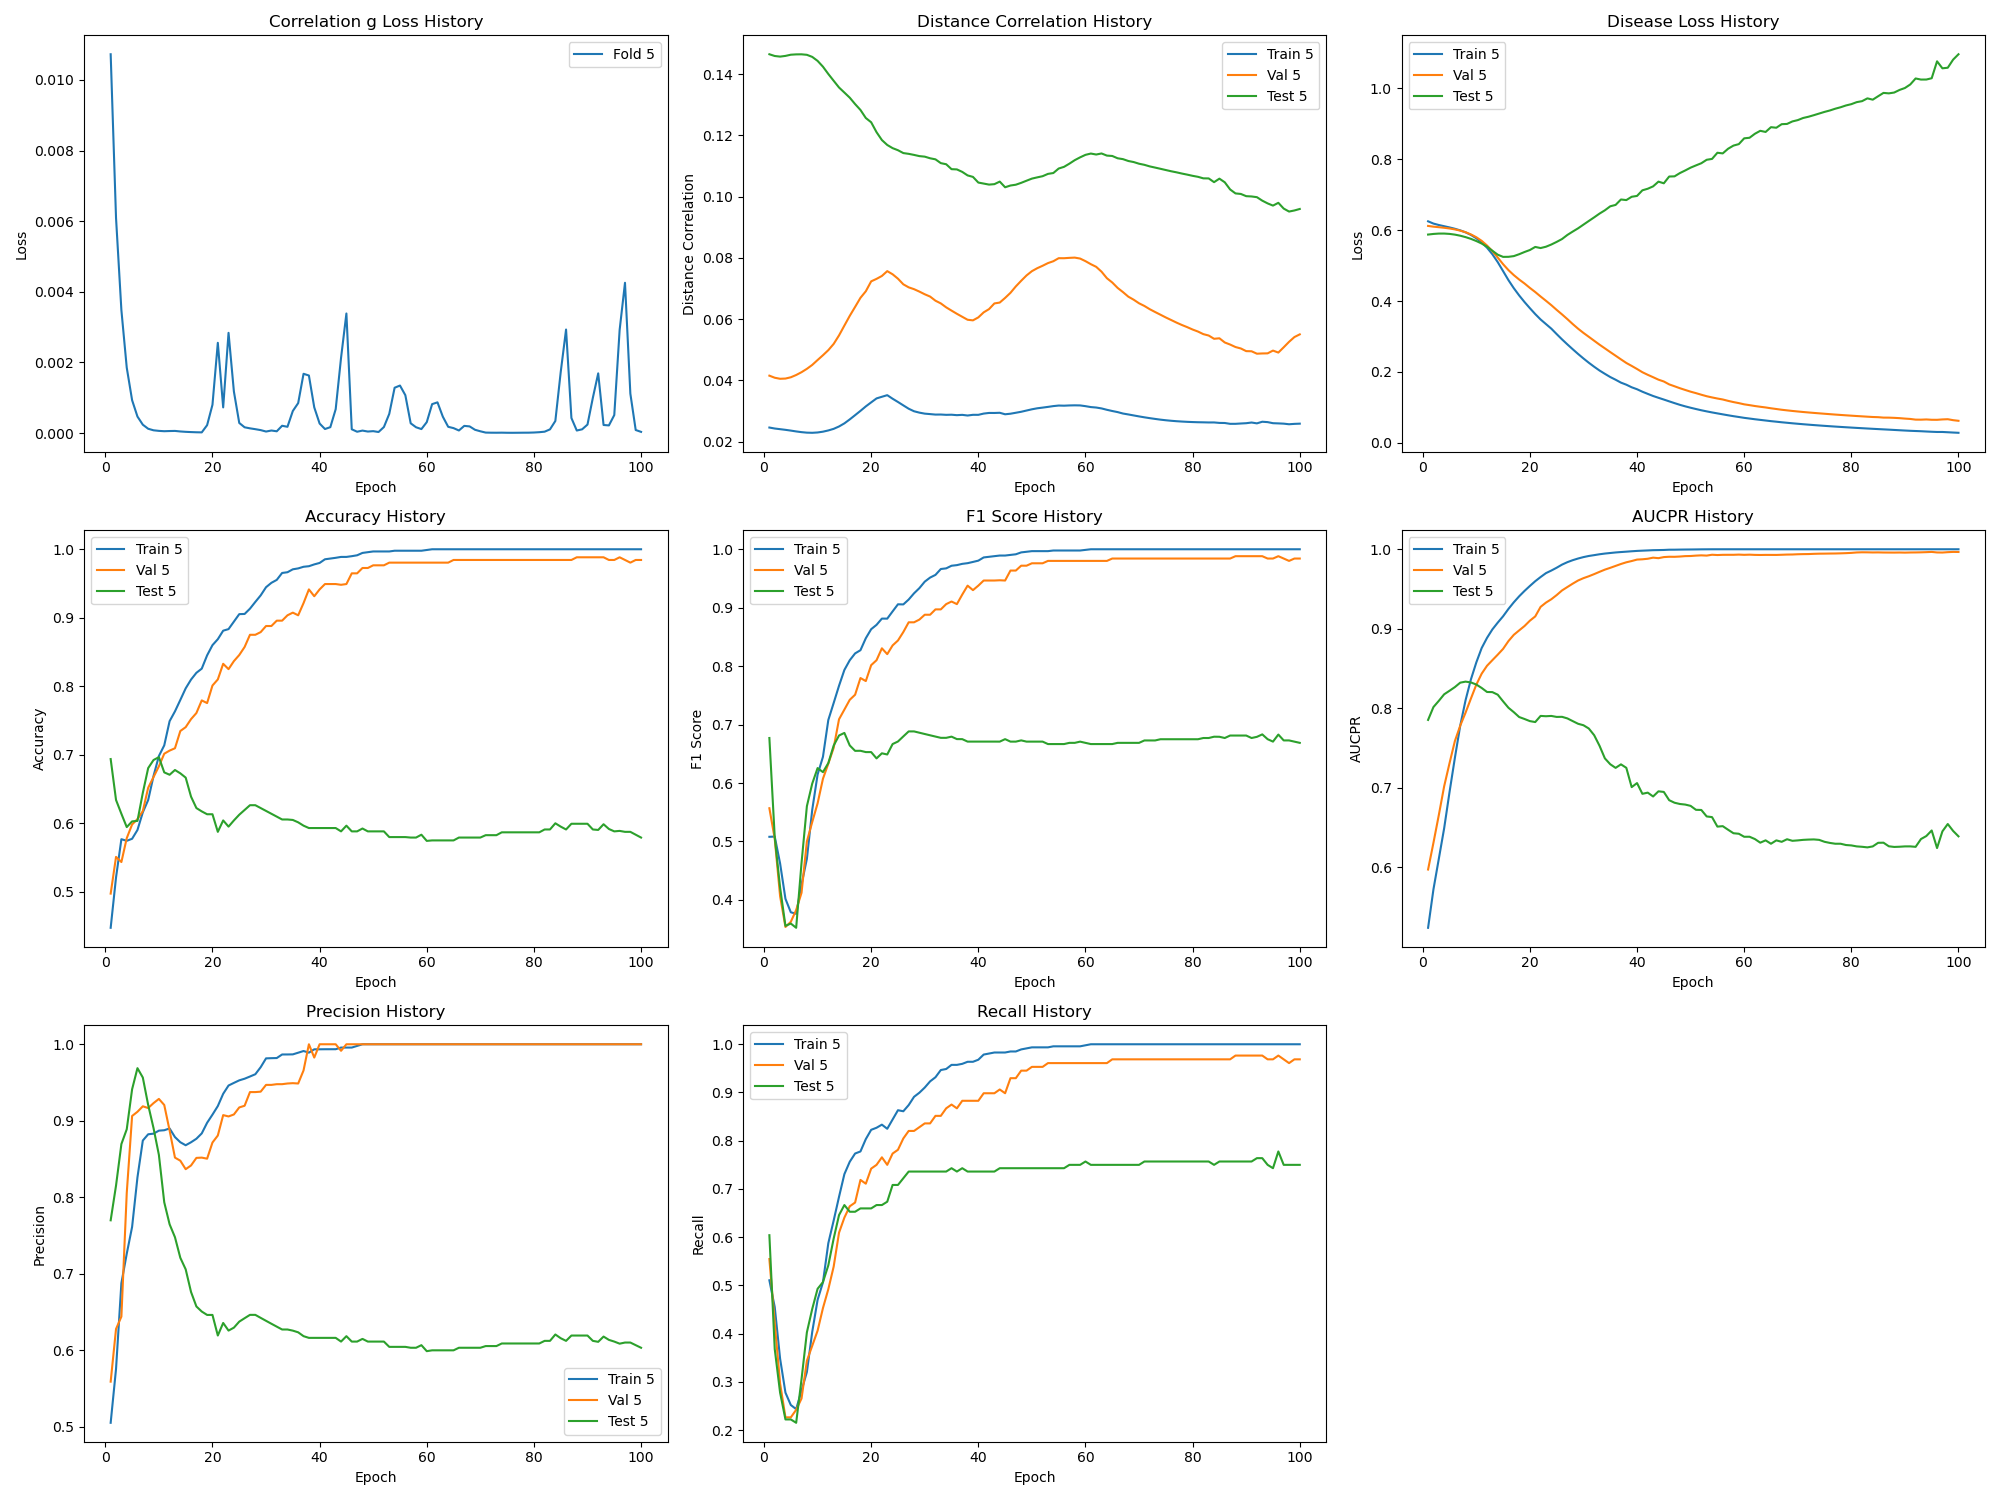 Correlation g Loss History
Loss
0.010
0.008
0.006
0.004
0.002
0.000
Fold 5
0 20 40 60 80 100
Epoch
Distance Correlation History
Distance Correlation
0.14
0.12
0.10
0.08
0.06
0.04
0.02
Train 5
Val 5
Test 5
0 20 40 60 80 100
Epoch
Disease Loss History
Loss
1.0
0.8
0.6
0.4
0.2
0.0
Train 5
Val 5
Test 5
0 20 40 60 80 100
Epoch
Accuracy History
Accuracy
1.0
0.9
0.8
0.7
0.6
0.5
Train 5
Val 5
Test 5
0 20 40 60 80 100
Epoch
F1 Score History
F1 Score
1.0
0.9
0.8
0.7
0.6
0.5
0.4
Train 5
Val 5
Test 5
0 20 40 60 80 100
Epoch
AUCPR History
AUCPR
1.0
0.9
0.8
0.7
0.6
Train 5
Val 5
Test 5
0 20 40 60 80 100
Epoch
Precision History
Precision
1.0
0.9
0.8
0.7
0.6
0.5
Train 5
Val 5
Test 5
0 20 40 60 80 100
Epoch
Recall History
Recall
1.0
0.9
0.8
0.7
0.6
0.5
0.4
0.3
0.2
Train 5
Val 5
Test 5
0 20 40 60 80 100
Epoch